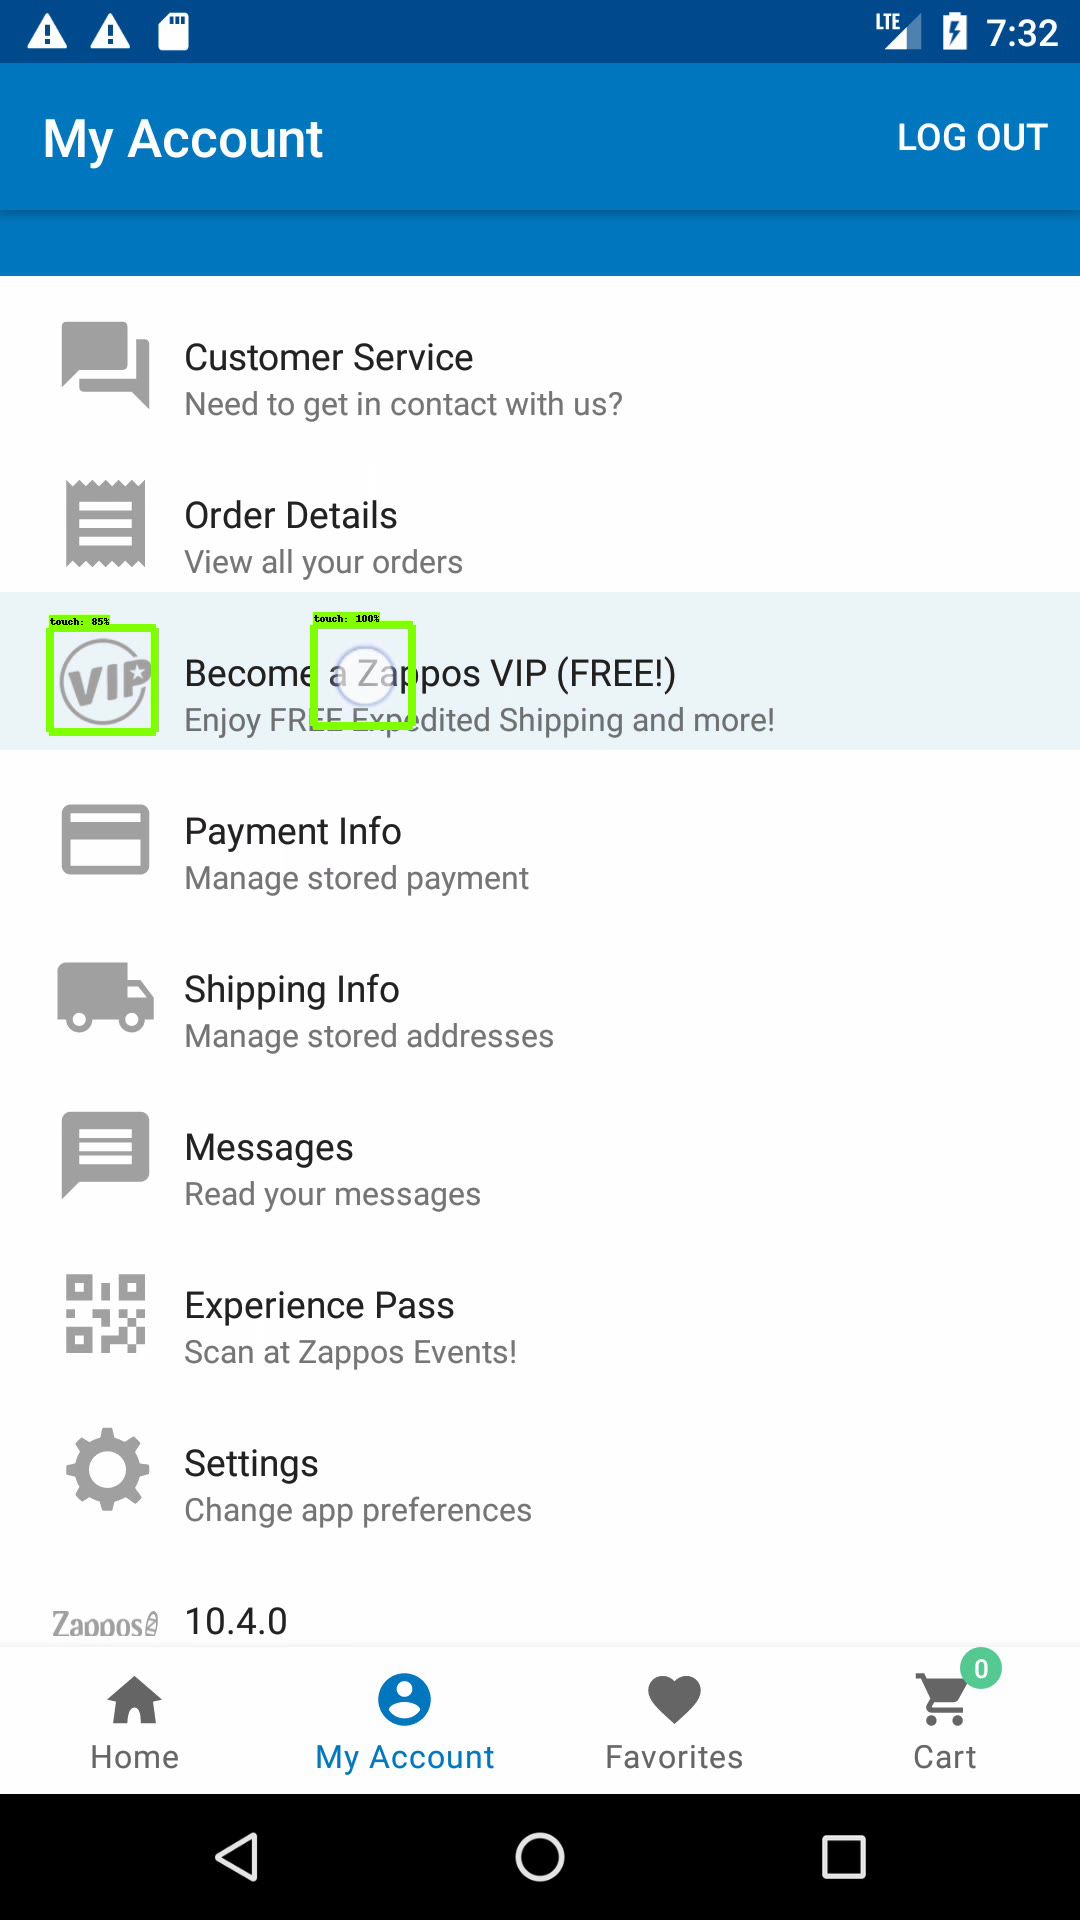 LTE 7:32
My Account LOG OUT
Customer Service
Need to get in contact with us?
Order Details
View all your orders
touch: 85% touch: 100%
VIP Become a Zappos VIP (FREE!)
Enjoy FREE Expedited Shipping and more!
Payment Info
Manage stored payment
Shipping Info
Manage stored addresses
Messages
Read your messages
Experience Pass
Scan at Zappos Events!
Settings
Change app preferences
Zappos 10.4.0
0
Home My Account Favorites Cart